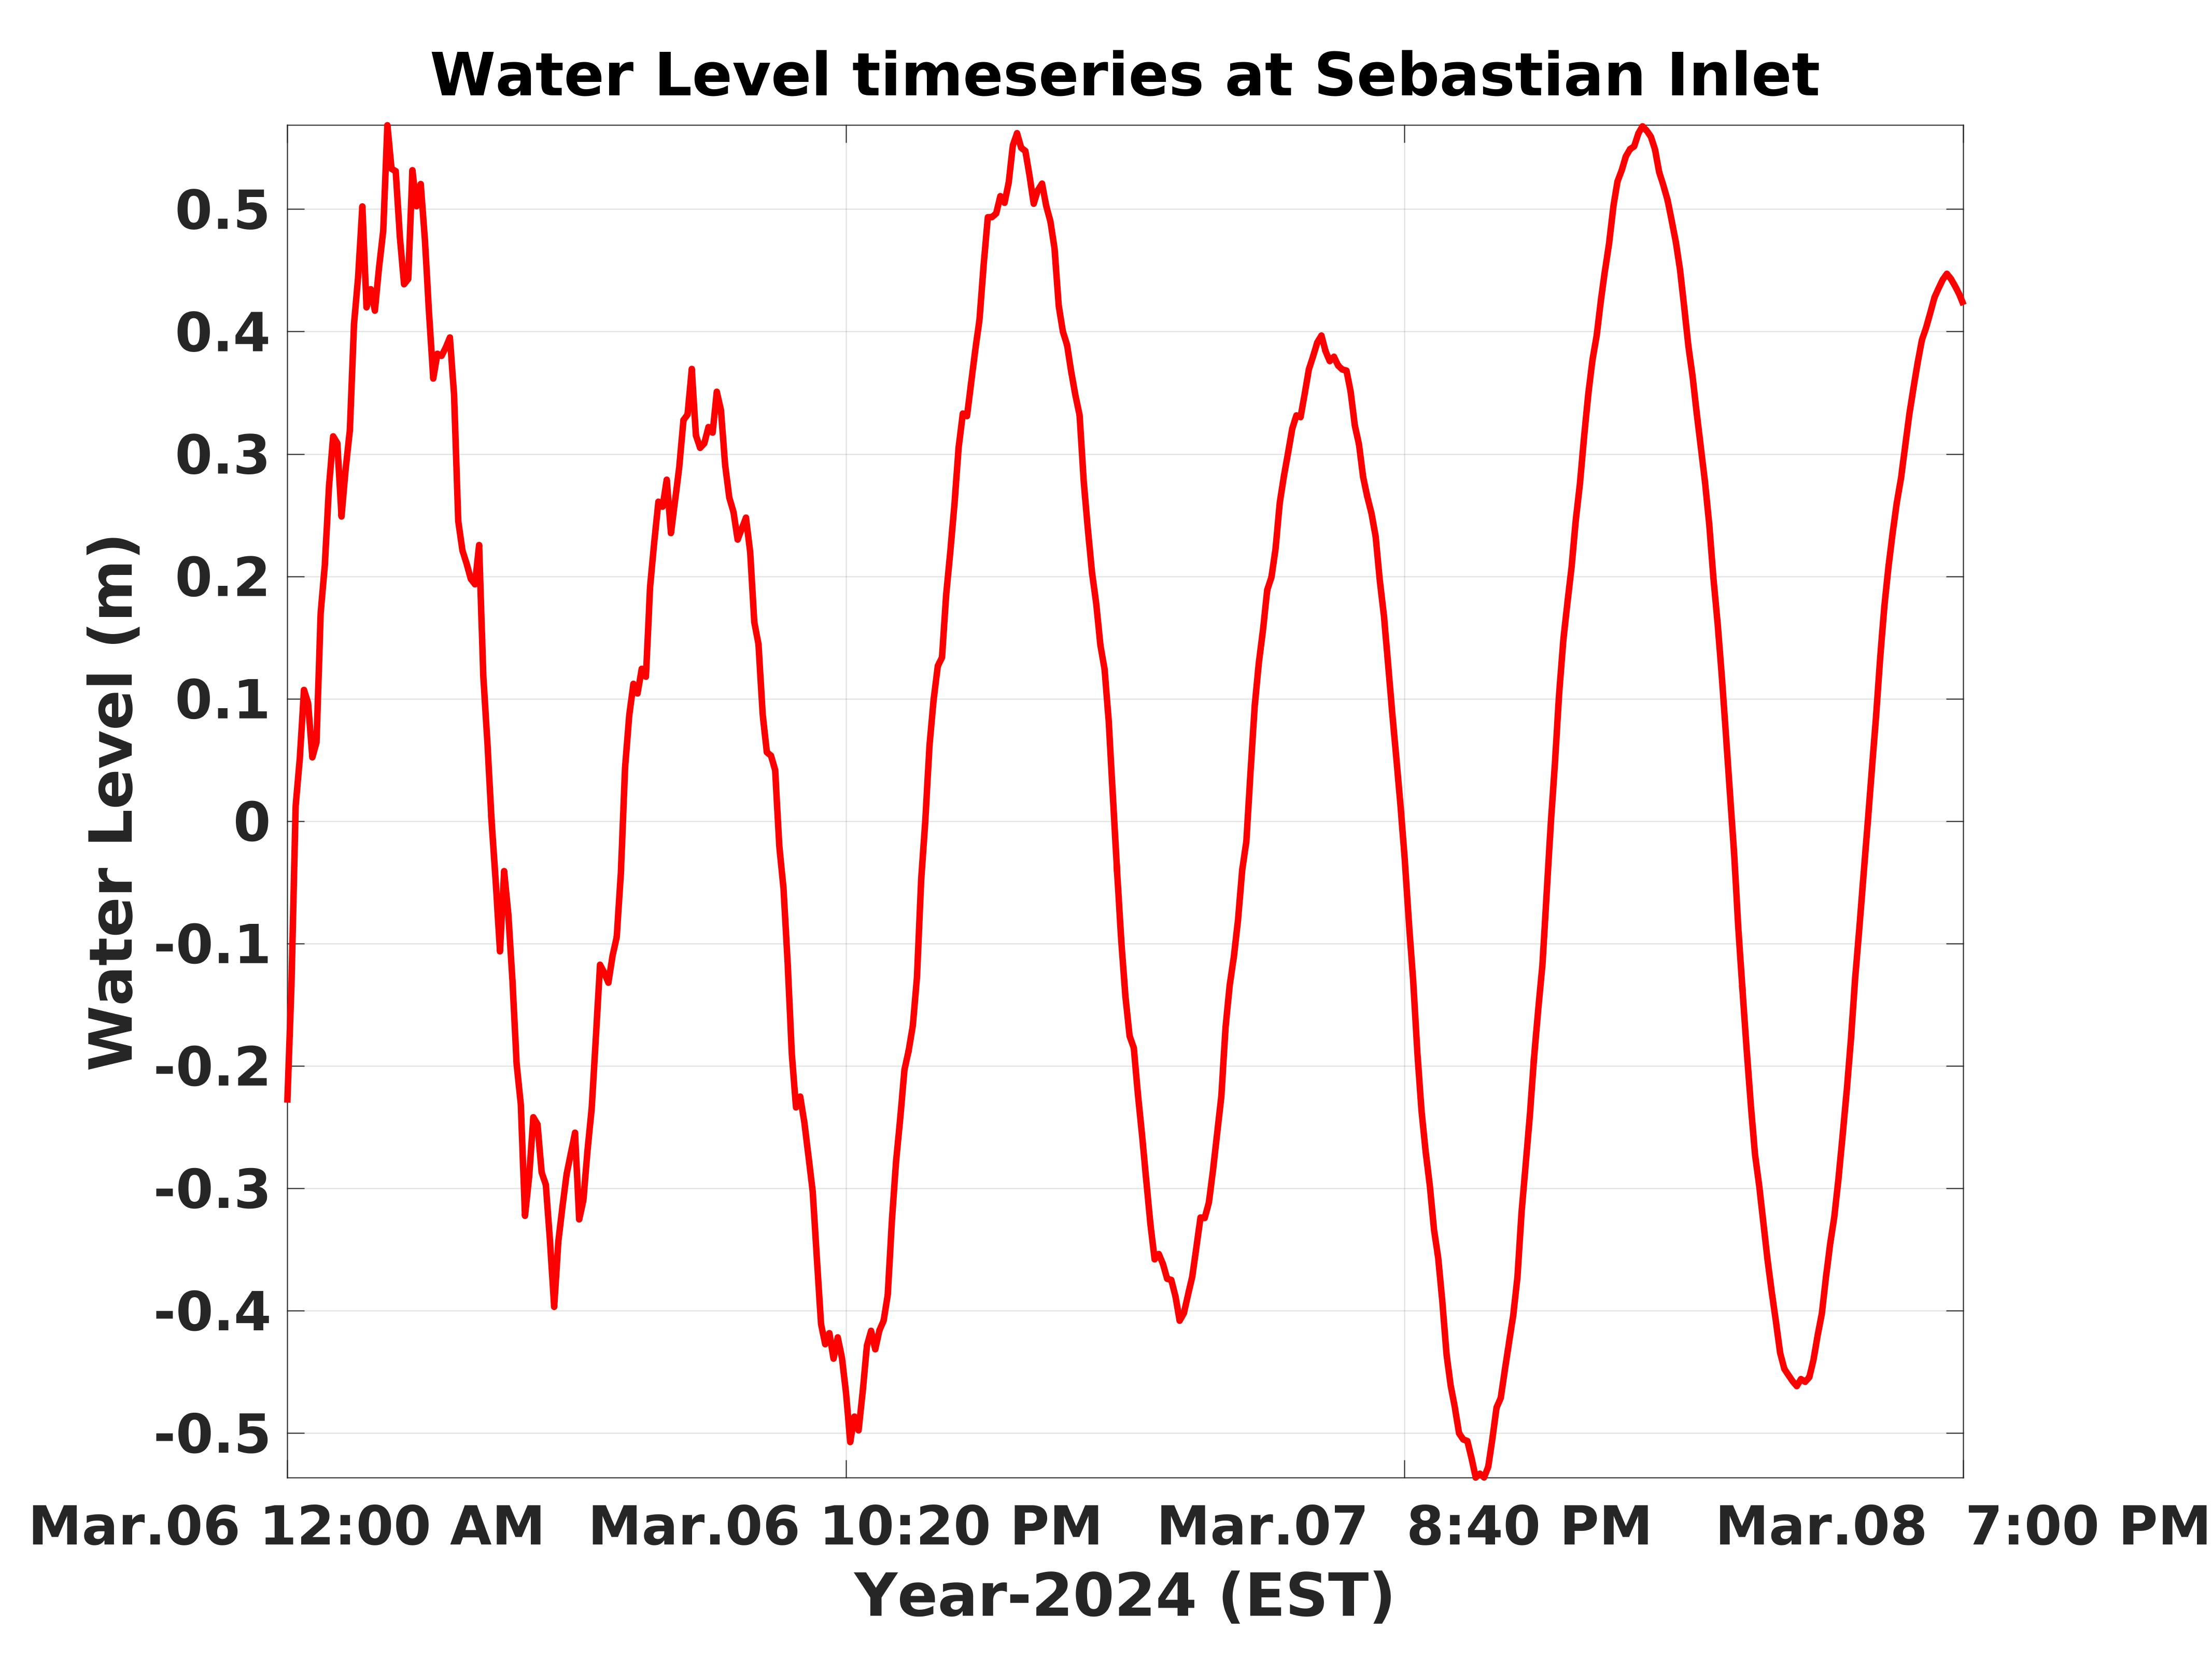 Water Level timeseries at Sebastian Inlet
0.5
0.4
0.3
0.2
0.1
0
-0.1
-0.2
-0.3
-0.4
-0.5
Water Level (m)
Mar.06 12:00 AM Mar.06 10:20 PM Mar.07 8:40 PM Mar.08 7:00 PM
Year-2024 (EST)